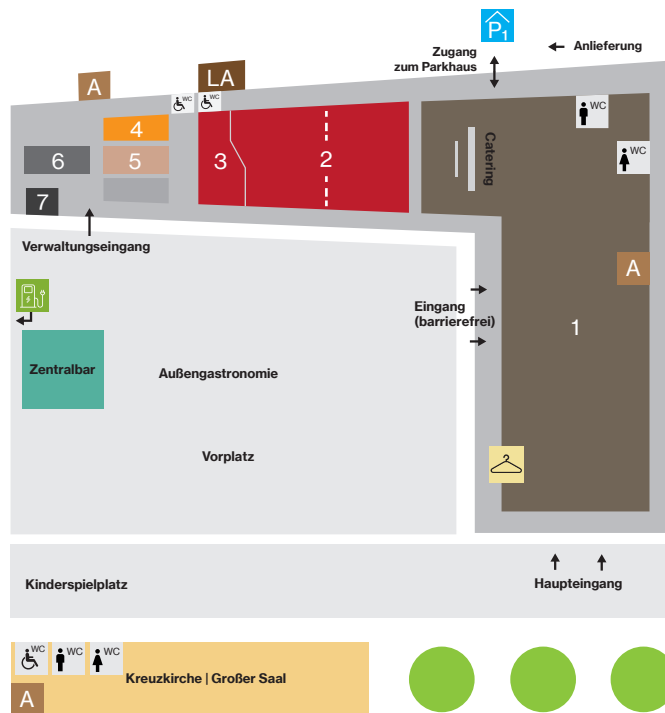 P1
Anlieferung
Zugang
zum Parkhaus
A
LA
WC
WC
WC
WC
4
5
6
7
3
2
Catering
A
1
Verwaltungseingang
Eingang
(barrierefrei)
Zentralbar
Außengastronomie
Vorplatz
Kinderspielplatz
Haupteingang
WC
WC
WC
Kreuzkirche | Großer Saal
A